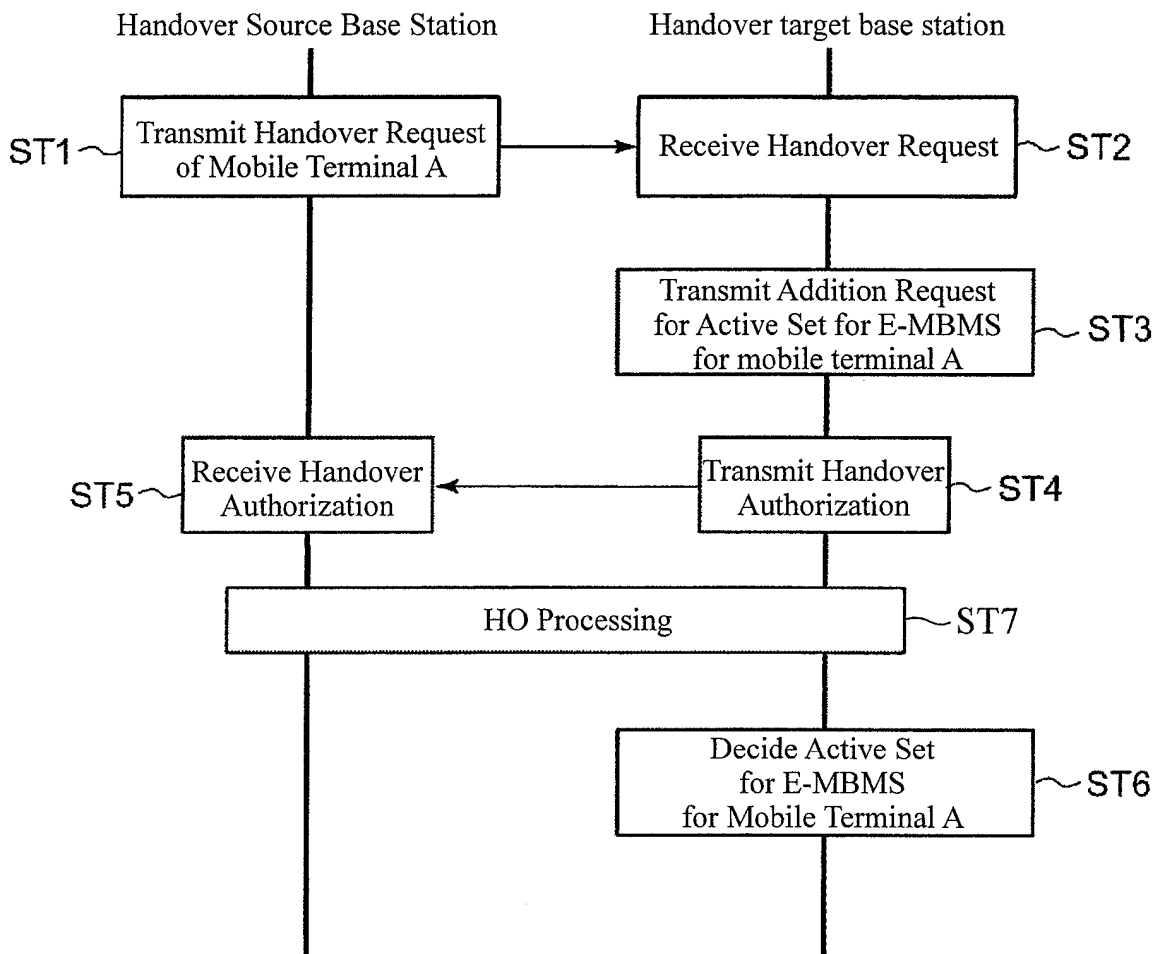 Handover Source Base Station
Handover target base station
ST1
Transmit Handover Request
of Mobile Terminal A
Receive Handover Request
ST2
Transmit Addition Request
for Active Set for E-MBMS
for mobile terminal A
ST3
ST5
Receive Handover
Authorization
Transmit Handover
Authorization
ST4
HO Processing
ST7
Decide Active Set
for E-MBMS
for Mobile Terminal A
ST6